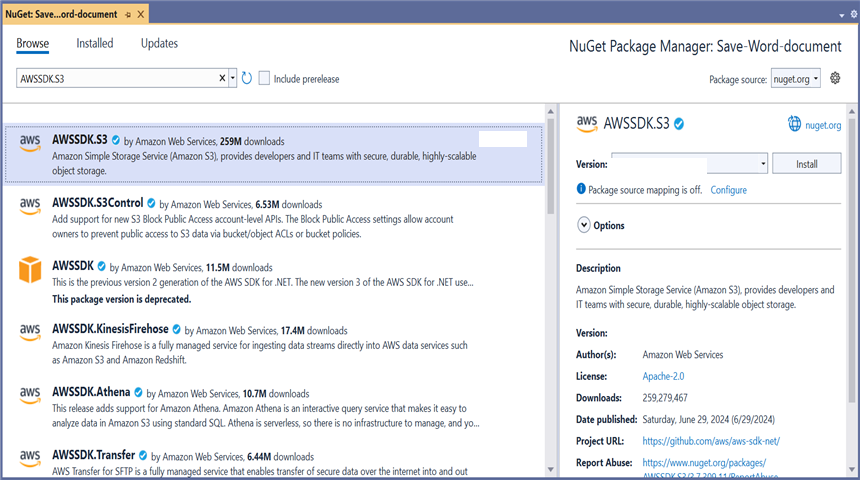 NuGet: Save...ord-document
Browse Installed Updates
NuGet Package Manager: Save-Word-document
AWSSDK.S3
Include prerelease
Package source: nuget.org
aws
AWSSDK.S3 by Amazon Web Services, 259M downloads
Amazon Simple Storage Service (Amazon S3), provides developers and IT teams with secure, durable, highly-scalable
object storage.
aws
AWSSDK.S3Control by Amazon Web Services, 6.53M downloads
Add support for new S3 Block Public Access account-level APIs. The Block Public Access settings allow account
owners to prevent public access to S3 data via bucket/object ACLs or bucket policies.
AWSSDK by Amazon Web Services, 11.5M downloads
This is the previous version 2 generation of the AWS SDK for .NET. The new version 3 of the AWS SDK for .NET use...
This package version is deprecated.
aws
AWSSDK.KinesisFirehose by Amazon Web Services, 17.4M downloads
Amazon Kinesis Firehose is a fully managed service for ingesting data streams directly into AWS data services such
as Amazon S3 and Amazon Redshift.
aws
AWSSDK.Athena by Amazon Web Services, 10.7M downloads
This release adds support for Amazon Athena. Amazon Athena is an interactive query service that makes it easy to
analyze data in Amazon S3 using standard SQL. Athena is serverless, so there is no infrastructure to manage, and yo...
aws
AWSSDK.Transfer by Amazon Web Services, 6.44M downloads
AWS Transfer for SFTP is a fully managed service that enables transfer of secure data over the internet into and out
aws AWSSDK.S3 nuget.org
Version: Install
Package source mapping is off. Configure
Options
Description
Amazon Simple Storage Service (Amazon S3), provides developers and
IT teams with secure, durable, highly-scalable object storage.
Version:
Author(s): Amazon Web Services
License: Apache-2.0
Downloads: 259,279,467
Date published: Saturday, June 29, 2024 (6/29/2024)
Project URL: https://github.com/aws/aws-sdk-net/
Report Abuse: https://www.nuget.org/packages/
AWSSDK.S3/3.7.309.11/ReportAbuse